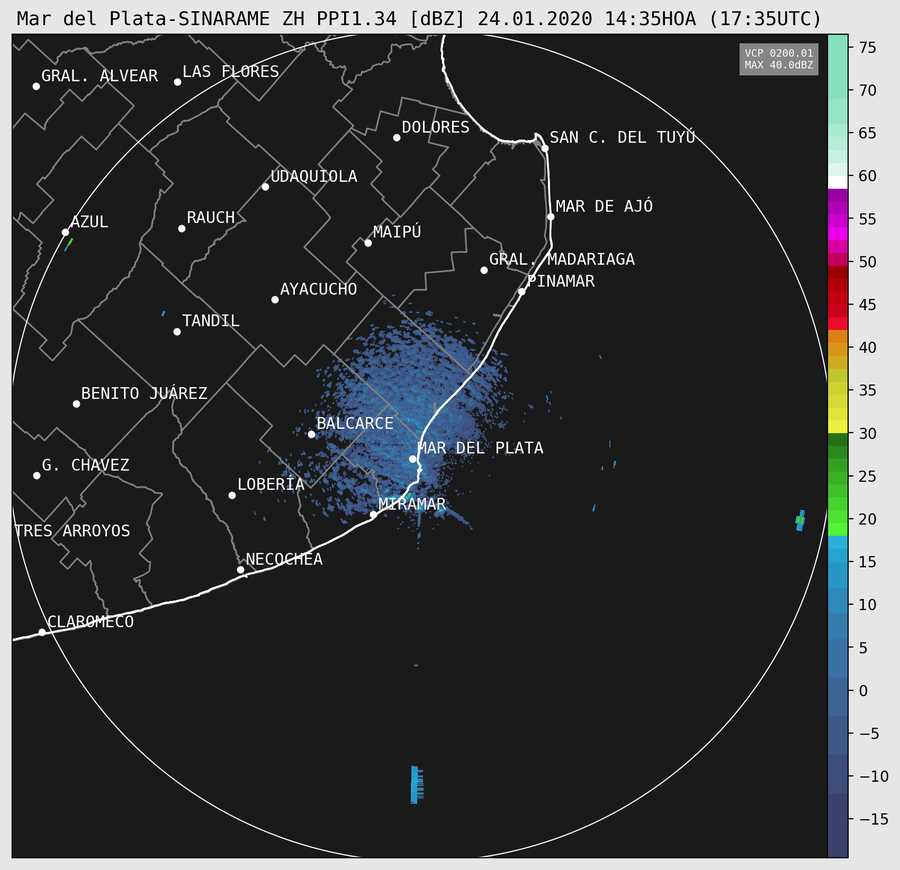 Mar del Plata-SINARAME ZH PPI1.34 [dBZ] 24.01.2020 14:35HOA (17:35UTC)
VCP 0200.01
MAX 40.0dBZ
GRAL. ALVEAR
LAS FLORES
DOLORES
SAN C. DEL TUYÚ
UDAQUIOLA
MAR DE AJÓ
RAUCH
AZUL
MAIPÚ
GRAL. MADARIAGA
PINAMAR
AYACUCHO
TANDIL
BENITO JUÁREZ
BALCARCE
MAR DEL PLATA
G. CHAVEZ
LOBERÍA
MIRAMAR
TRES ARROYOS
NECOCHEA
CLAROMECO
75
70
65
60
55
50
45
40
35
30
25
20
15
10
5
0
−5
−10
−15